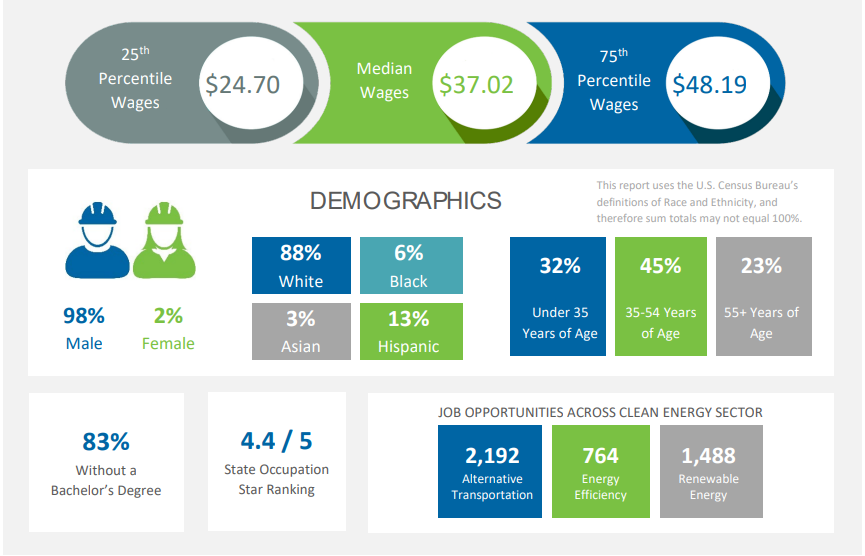 25th
Percentile
Wages
$24.70
Median
Wages
$37.02
75th
Percentile
Wages
$48.19
DEMOGRAPHICS
This report uses the U.S. Census Bureau's
definitions of Race and Ethnicity, and
therefore sum totals may not equal 100%.
98%
Male
2%
Female
88%
White
6%
Black
3%
Asian
13%
Hispanic
32%
Under 35
Years of Age
45%
35-54 Years
of Age
23%
55+ Years of
Age
83%
Without a
Bachelor's Degree
4.4 / 5
State Occupation
Star Ranking
JOB OPPORTUNITIES ACROSS CLEAN ENERGY SECTOR
2,192
Alternative
Transportation
764
Energy
Efficiency
1,488
Renewable
Energy